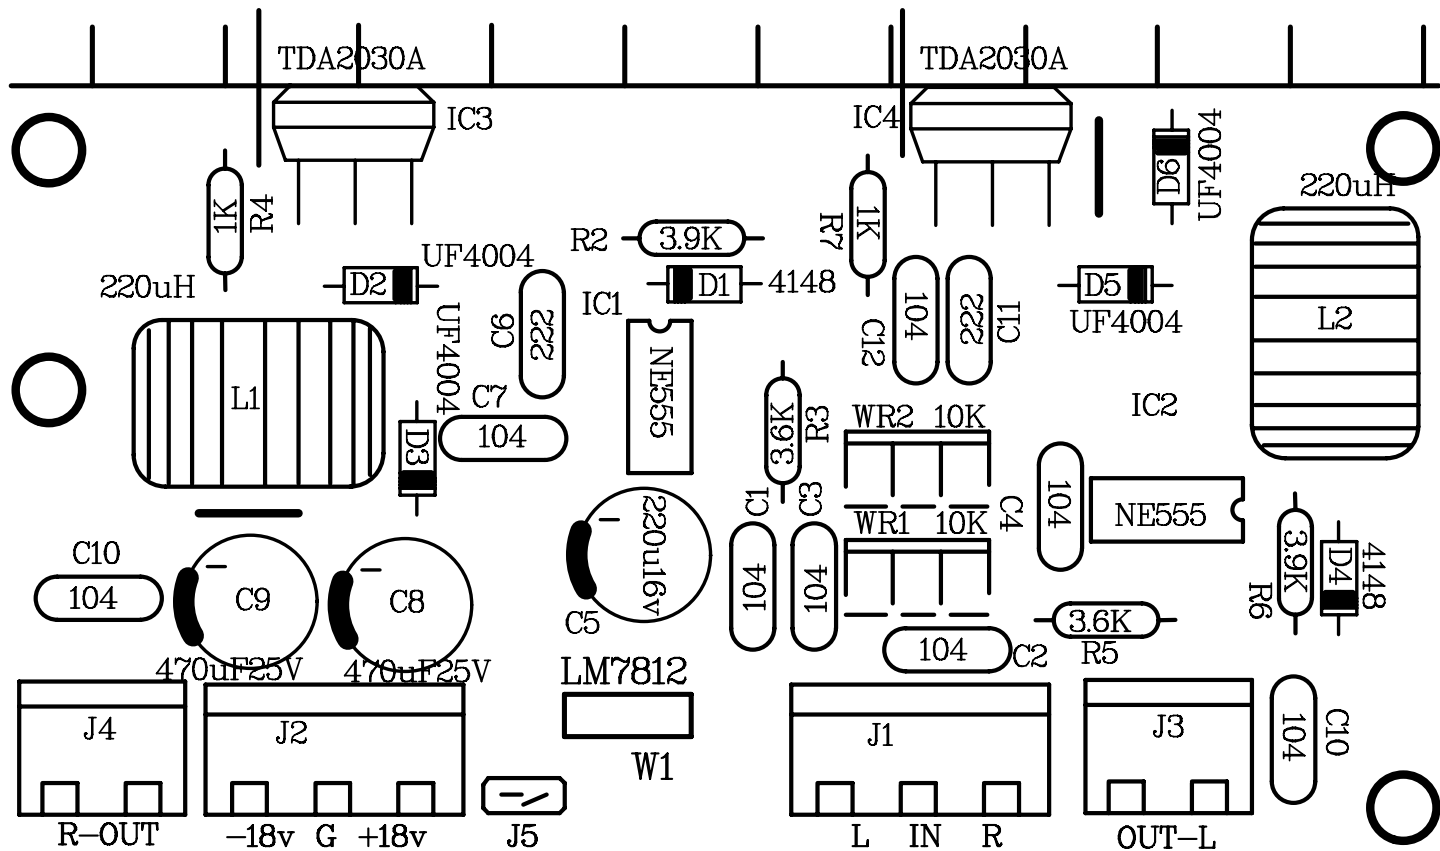 TDA2030A
TDA2030A
IC3
IC4
D6
UF4004
220uH
1K
R4
R7
1K
R2
3.9K
UF4004
D2
220uH
D1
4148
D5
UF4004
IC1
C6
222
UF4004
C12
104
222
C11
L2
NE555
L1
C7
104
D3
3.6K
R3
WR2 10K
IC2
C1
C3
C4
104
NE555
WR1 10K
220u16v
C10
104
C9
C8
C5
104
104
3.9K
R6
D4
4148
3.6K
R5
104
C2
470uF25V
470uF25V
LM7812
W1
J4
J2
J1
J3
104
C10
R-OUT
-18v G +18v
J5
L IN R
OUT-L